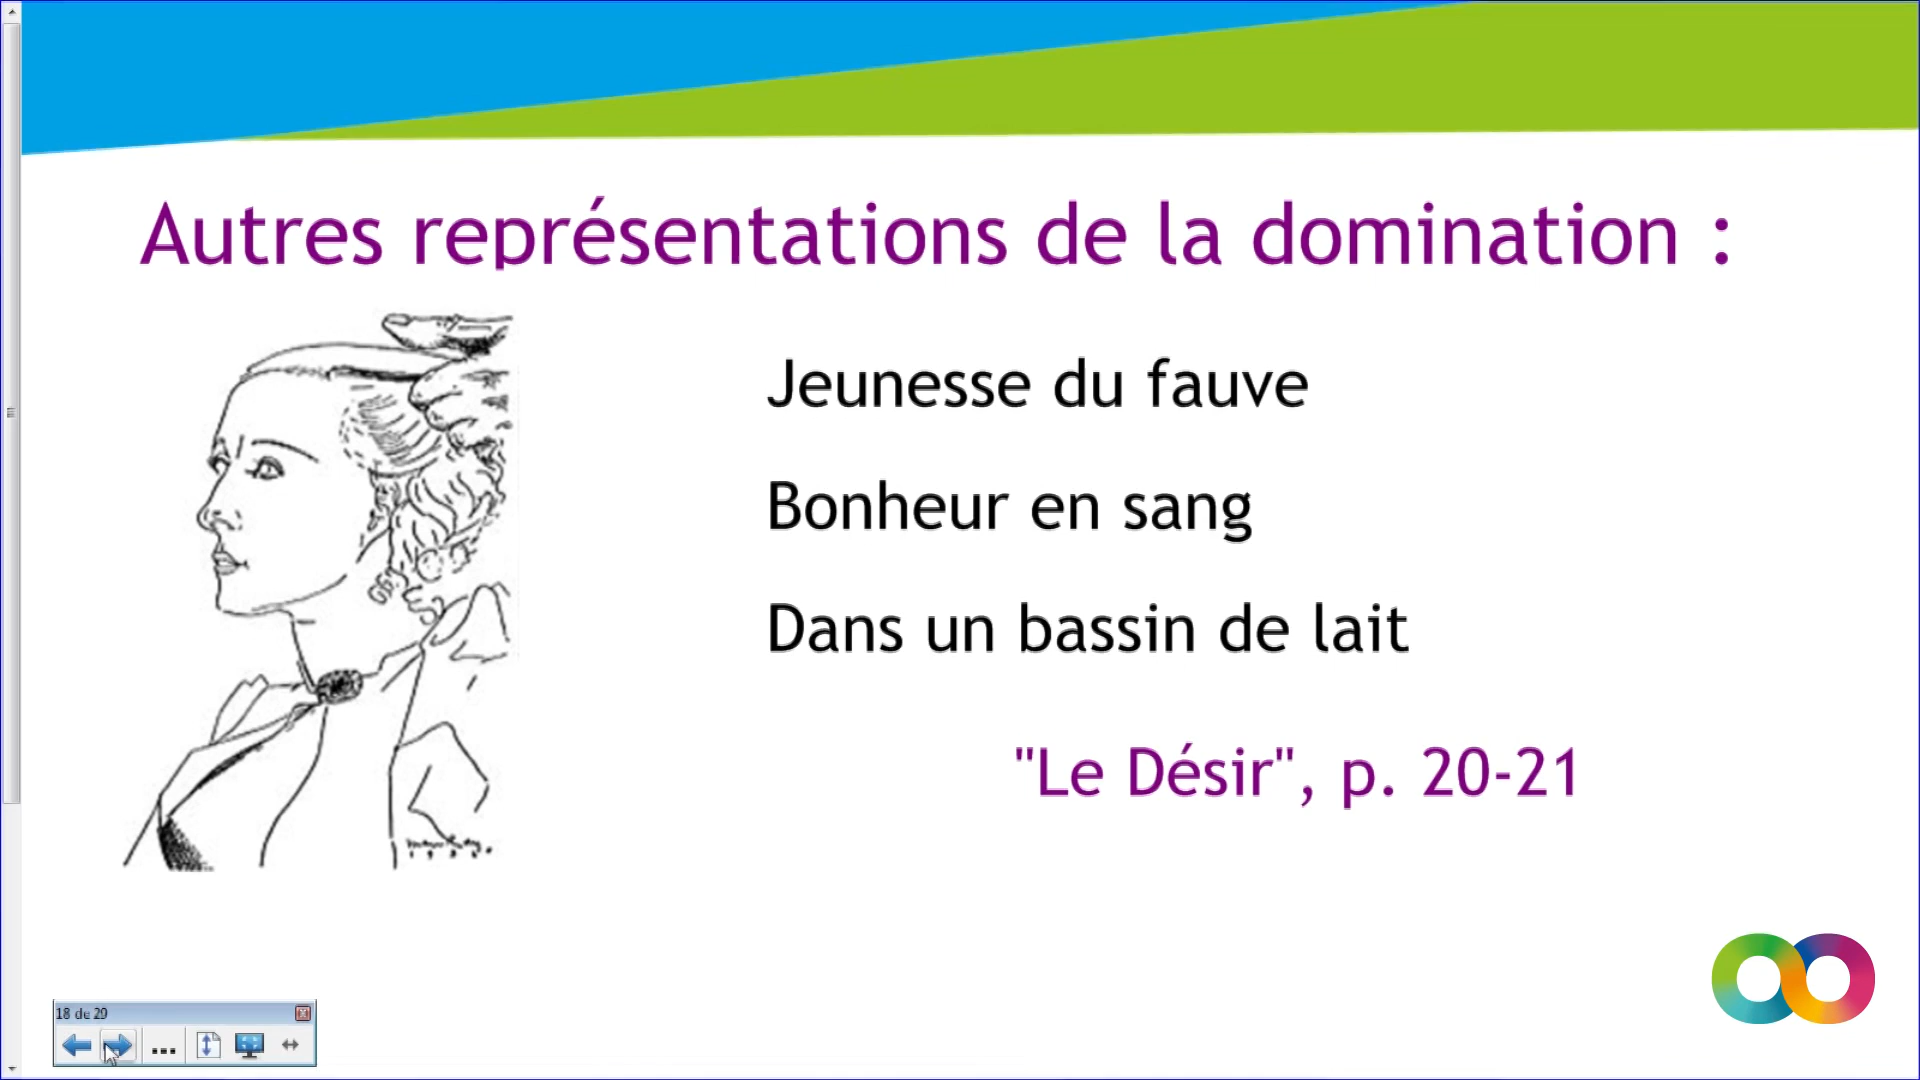 Autres représentations de la domination :
Jeunesse du fauve
Bonheur en sang
Dans un bassin de lait
"Le Désir", p. 20-21
18 de 29